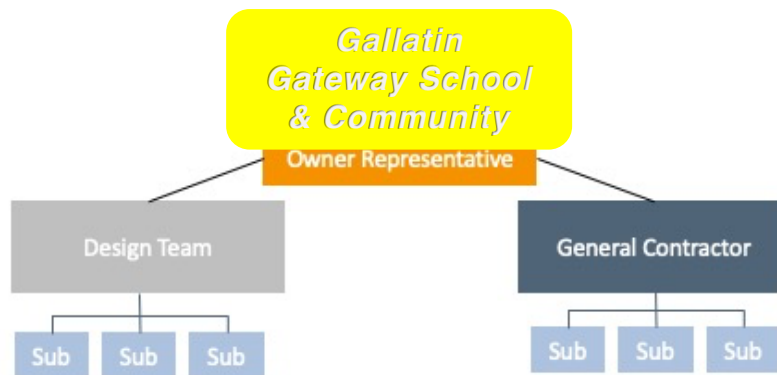 Gallatin
Gateway School
& Community
Owner Representative
Design Team
General Contractor
Sub Sub Sub
Sub Sub Sub